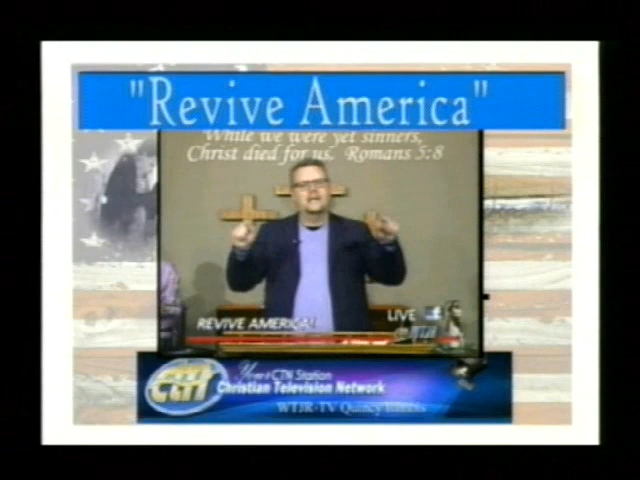 "Revive America"
While we were yet sinners,
Christ died for us. Romans 5:8
LIVE
REVIVE AMERICA!
Your CTN Station
CTN
Christian Television Network
WTJR-TV Quincy Illinois